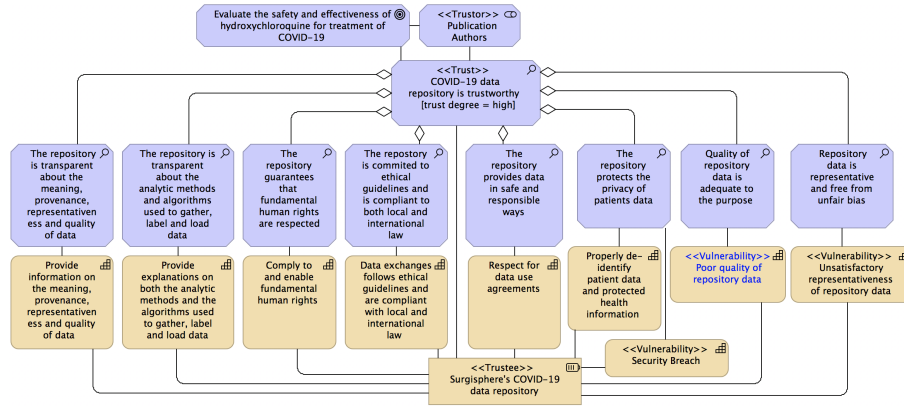 Evaluate the safety and effectiveness of
hydroxychloroquine for treatment of
COVID-19
<<Trustor>>
Publication
Authors
<<Trust>>
COVID-19 data
repository is trustworthy
[trust degree = high]
The repository
is transparent
about the
meaning,
provenance,
representativen
ess and quality
of data
The repository is
transparent
about the
analytic methods
and algorithms
used to gather,
label and load
data
The
repository
guarantees
that
fundamental
human rights
are respected
The repostory
is commited to
ethical
guidelines and
is compliant to
both local and
international
law
The
repository
provides data
in safe and
responsible
ways
The
repository
protects the
privacy of
patients data
Quality of
repository
data is
adequate to
the purpose
Repository
data is
representative
and free from
unfair bias
Provide
information on
the meaning,
provenance,
representativen
ess and quality
of data
Provide
explanations on
both the analytic
methods and the
algorithms used
to gather, label
and load data
Comply to
and enable
fundamental
human rights
Data exchanges
follows ethical
guidelines and
are compliant
with local and
international
law
Respect for
data use
agreements
Properly de-
identify
patient data
and protected
health
information
<<Vulnerability>>
Poor quality of
repository data
<<Vulnerability>>
Unsatisfactory
representativeness
of repository data
<<Vulnerability>>
Security Breach
<<Trustee>>
Surgisphere's COVID-19
data repository